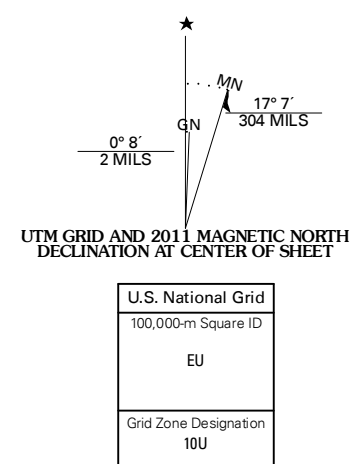 MN
GN
17° 7´
304 MILS
0° 8´
2 MILS
UTM GRID AND 2011 MAGNETIC NORTH
DECLINATION AT CENTER OF SHEET
U.S. National Grid
100,000-m Square ID
EU
Grid Zone Designation
10U